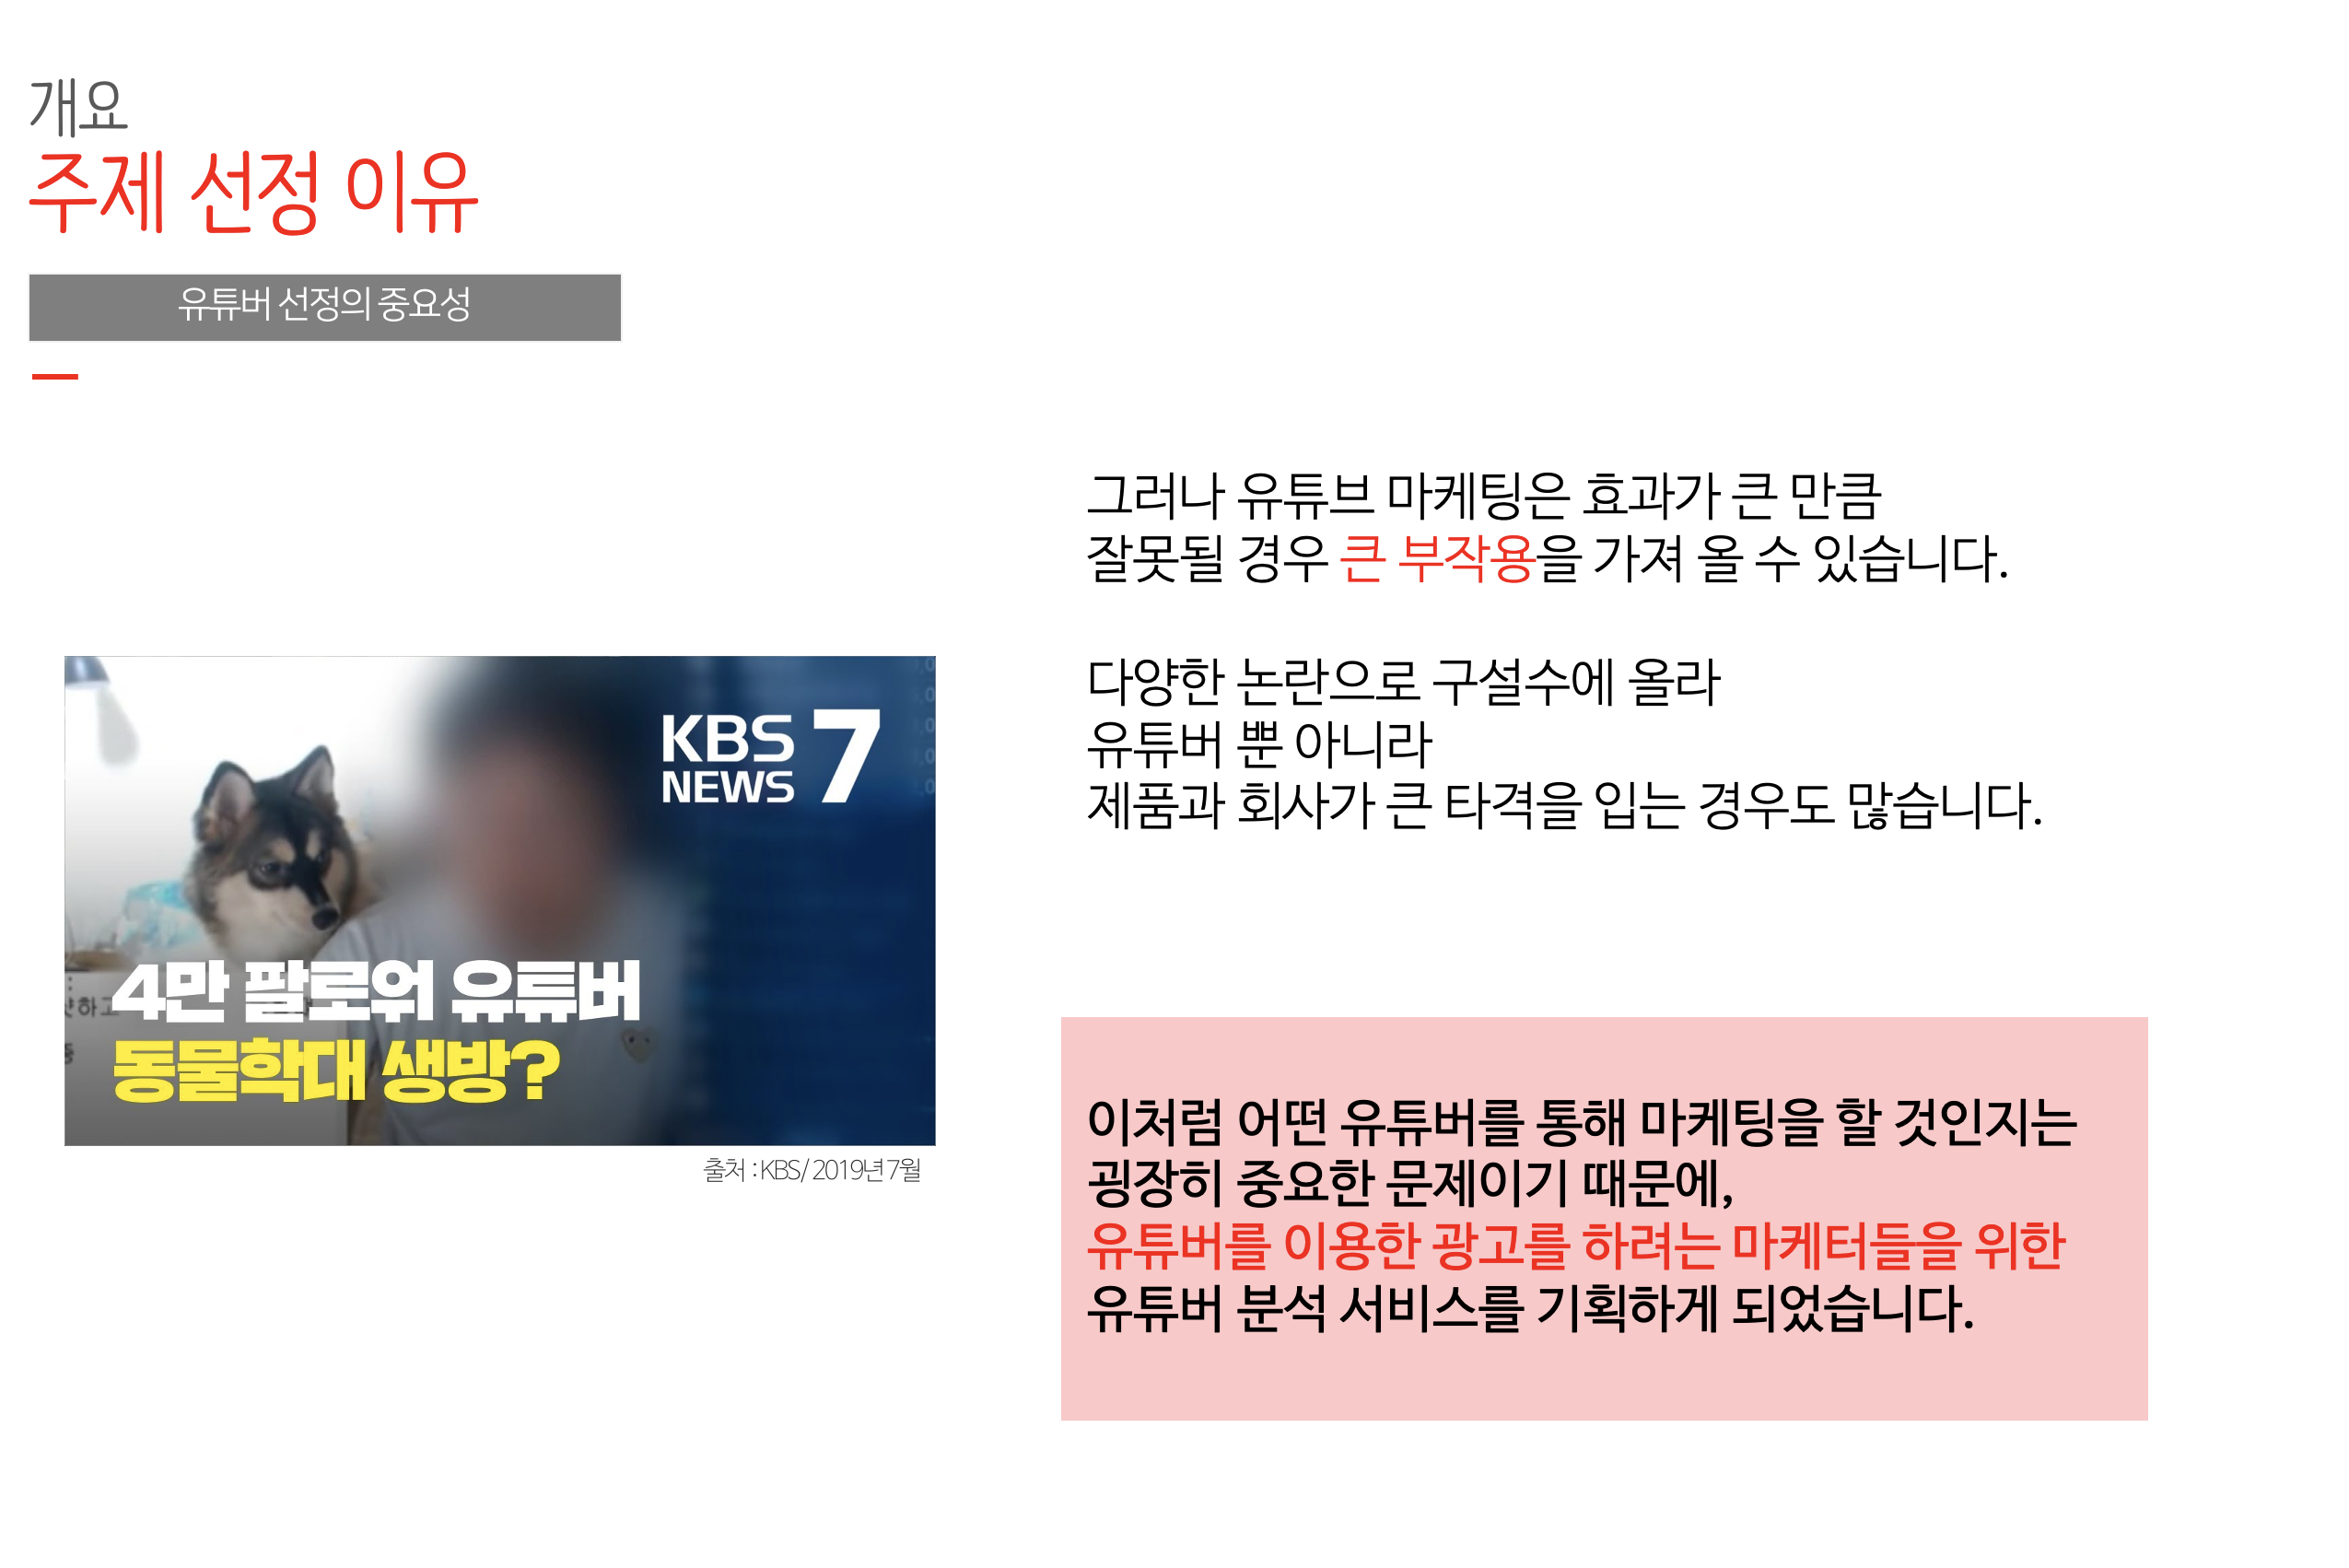 개요
주제 선정 이유
유튜버 선정의 중요성
그러나 유튜브 마케팅은 효과가 큰 만큼
잘못될 경우 큰 부작용을 가져 올 수 있습니다.
다양한 논란으로 구설수에 올라
유튜버 뿐 아니라
제품과 회사가 큰 타격을 입는 경우도 많습니다.
KBS
NEWS 7
4만 팔로워 유튜버
동물학대 생방?
출처 : KBS/ 2019년 7월
이처럼 어떤 유튜버를 통해 마케팅을 할 것인지는
굉장히 중요한 문제이기 때문에,
유튜버를 이용한 광고를 하려는 마케터들을 위한
유튜버 분석 서비스를 기획하게 되었습니다.